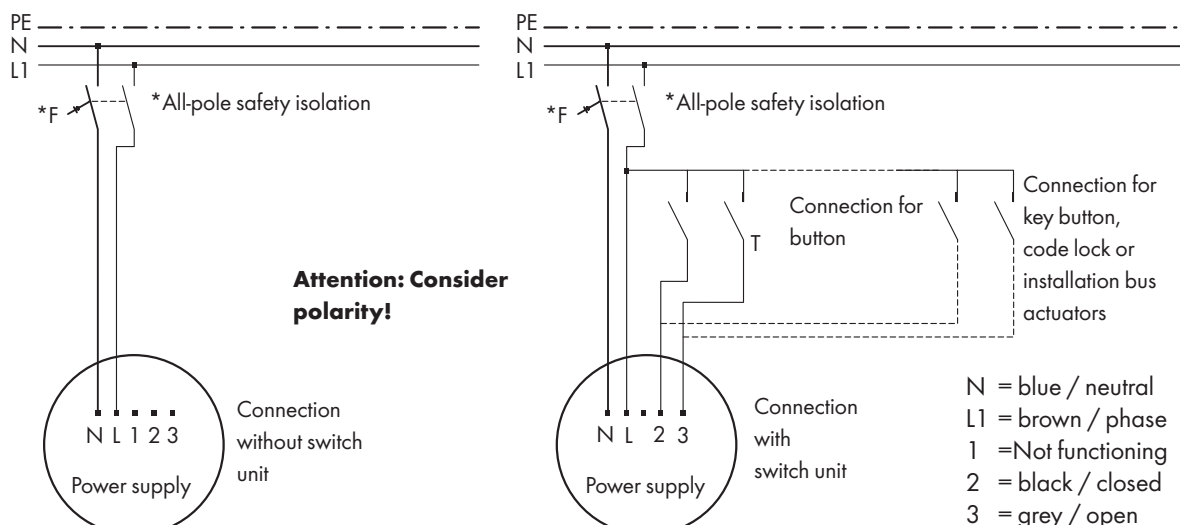 PE
N
L1
*F
*All-pole safety isolation
Attention: Consider
polarity!
N L 1 2 3
Power supply
Connection
without switch
unit
PE
N
L1
*F
*All-pole safety isolation
T
Connection for
button
Connection for
key button,
code lock or
installation bus
actuators
N L 2 3
Power supply
Connection
with
switch unit
N = blue / neutral
L1 = brown / phase
1 =Not functioning
2 = black / closed
3 = grey / open